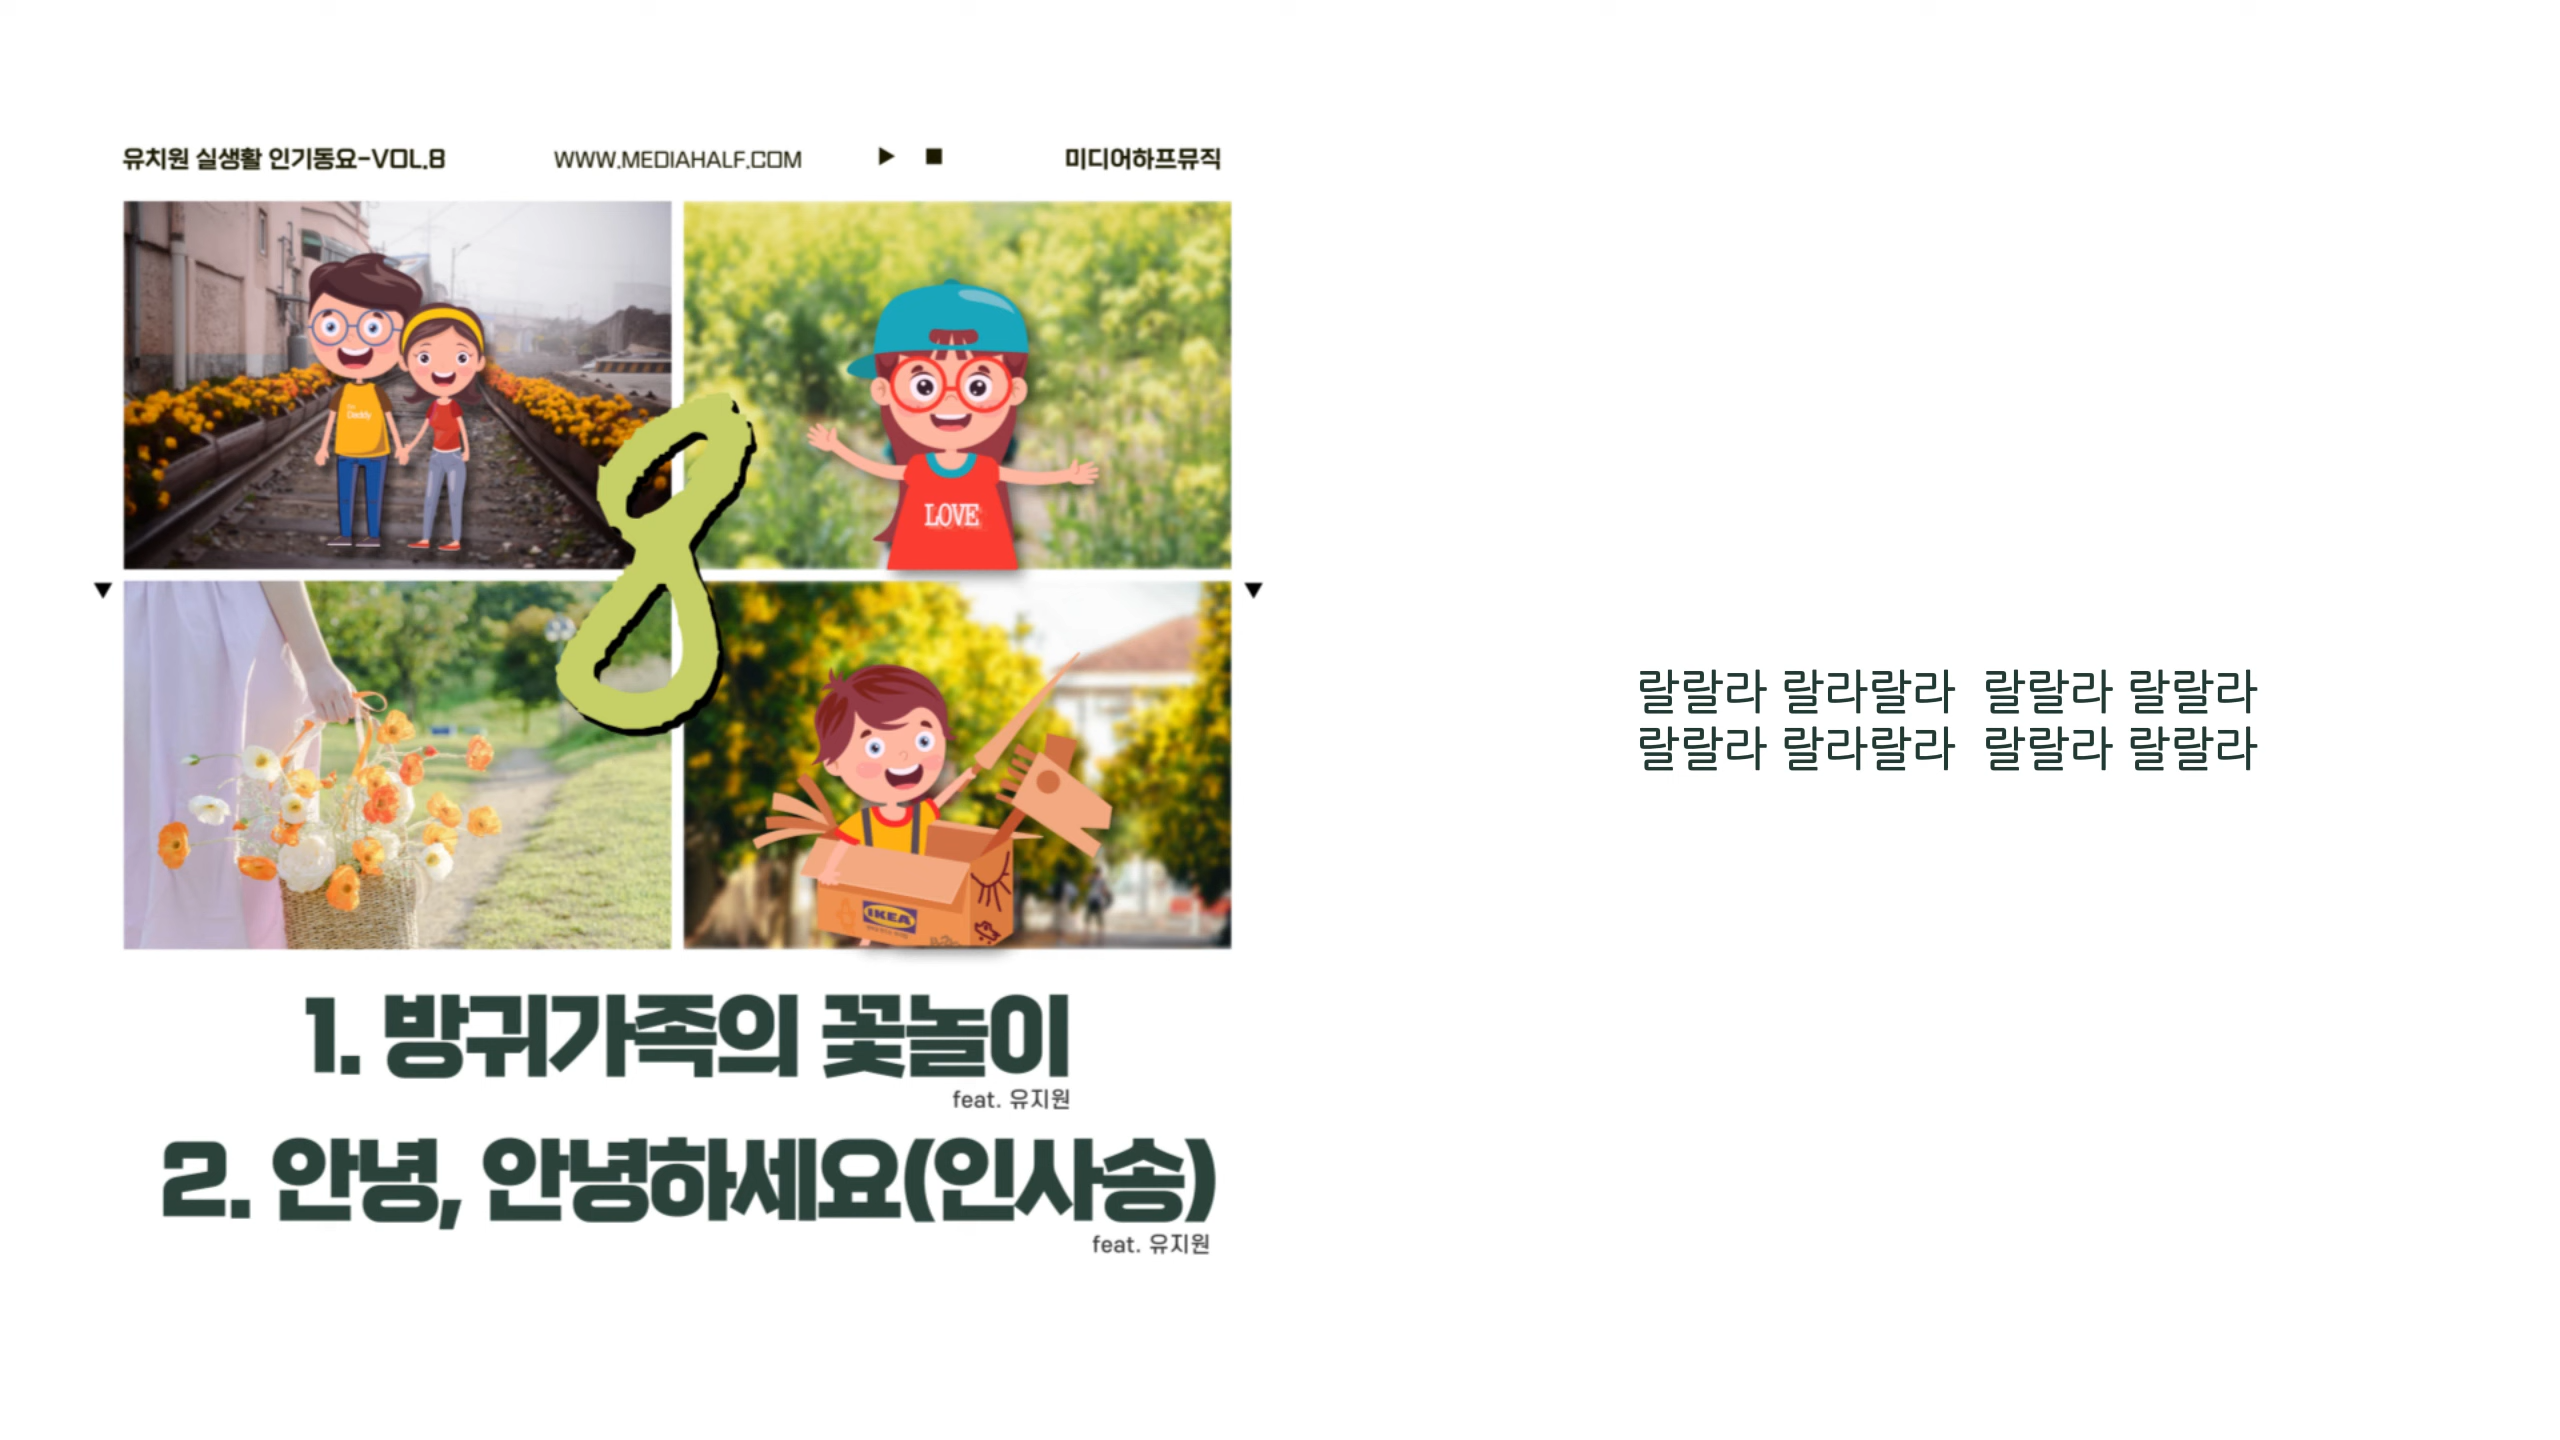 유치원 실생활 인기동요-VOL.8
WWW.MEDIAHALF.COM
미디어하프뮤직
Daddy
LOVE
8
IKEA
1. 방귀가족의 꽃놀이
feat. 유지원
2. 안녕, 안녕하세요(인사송)
feat. 유지원
랄랄라 랄라랄라 랄랄라 랄랄라
랄랄라 랄라랄라 랄랄라 랄랄라